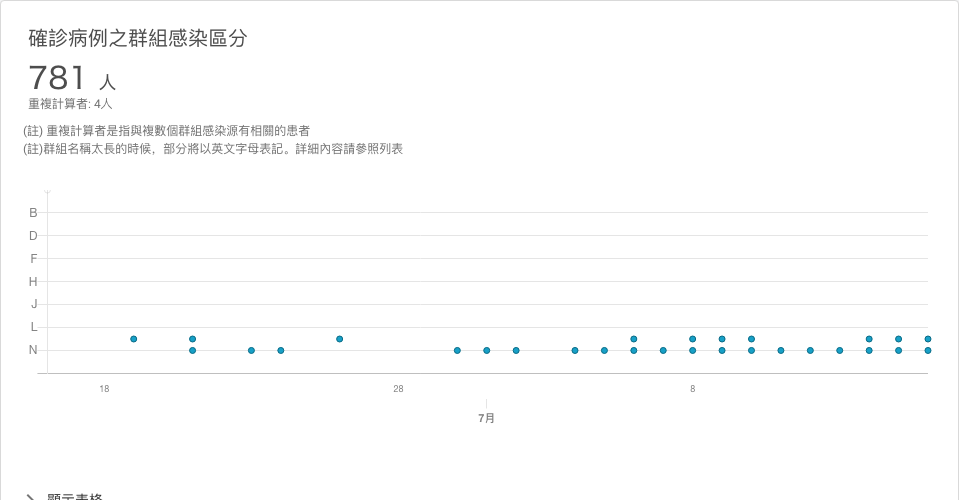 確診病例之群組感染區分
781 人
重複計算者: 4人
(註) 重複計算者是指與複數個群組感染源有相關的患者
(註)群組名稱太長的時候，部分將以英文字母表記。詳細內容請參照列表
B
D
F
H
J
L
N
18 28 8
7月
顯示表格